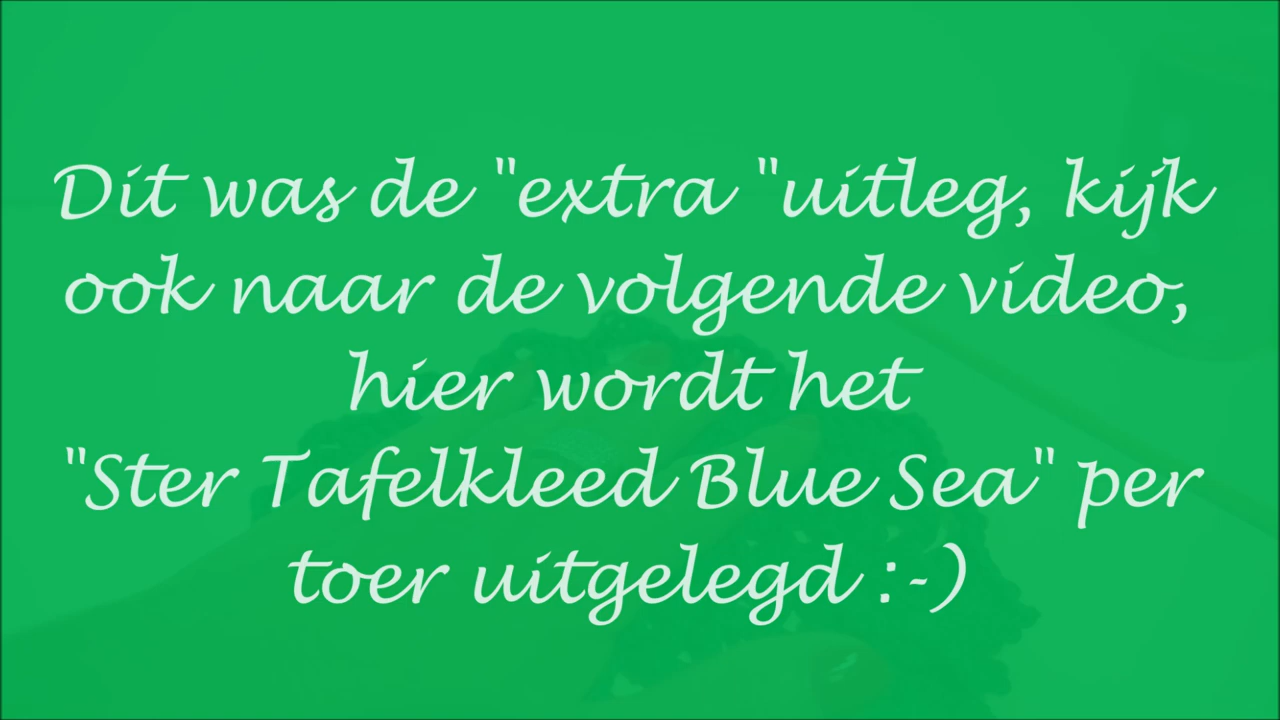 Dit was de "extra "uitleg, kijk
ook naar de volgende video,
hier wordt het
"Ster Tafelkleed Blue Sea" per
toer uitgelegd :-)